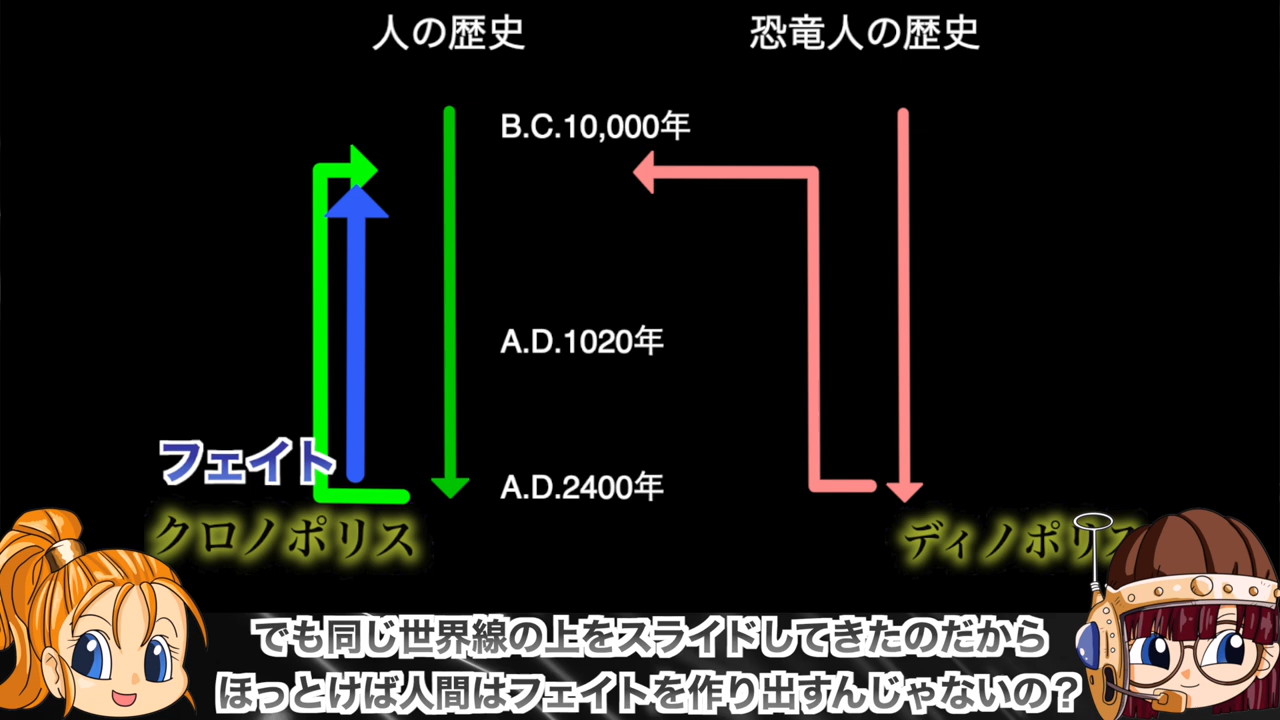 人の歴史
恐竜人の歴史
B.C.10,000年
A.D.1020年
A.D.2400年
フェイト
クロノポリス
ディノポリス
でも同じ世界線の上をスライドしてきたのだから
ほっとけば人間はフェイトを作り出すんじゃないの？